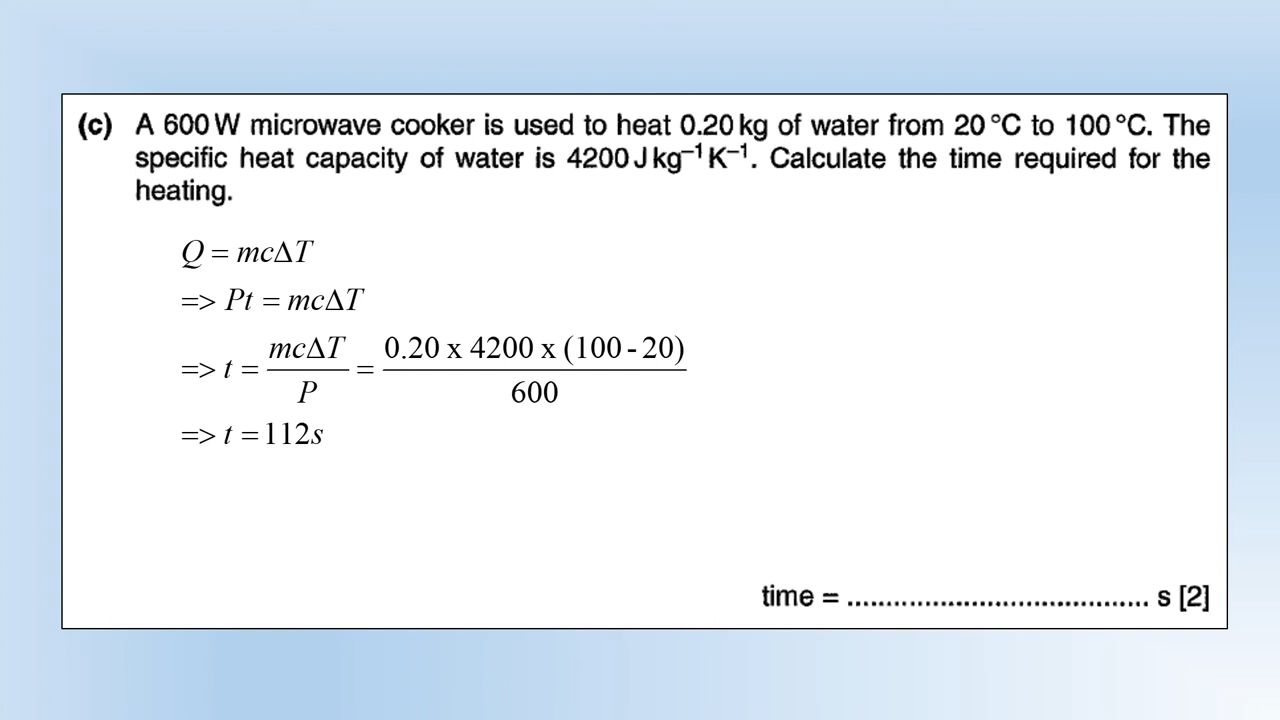 (c) A 600 W microwave cooker is used to heat 0.20 kg of water from 20 °C to 100 °C. The
specific heat capacity of water is 4200 J kg⁻¹ K⁻¹. Calculate the time required for the
heating.
Q = mcΔT
=> Pt = mcΔT
=> t = mcΔT / P = 0.20 x 4200 x (100 - 20) / 600
=> t = 112s
time = ...................................... s [2]